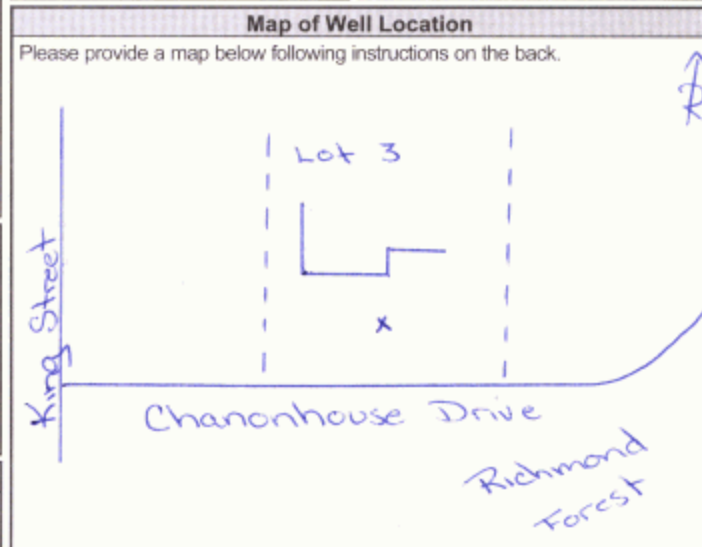 Map of Well Location
Please provide a map below following instructions on the back.
Lot 3
King Street
x
Chanonhouse Drive
Richmond
Forest